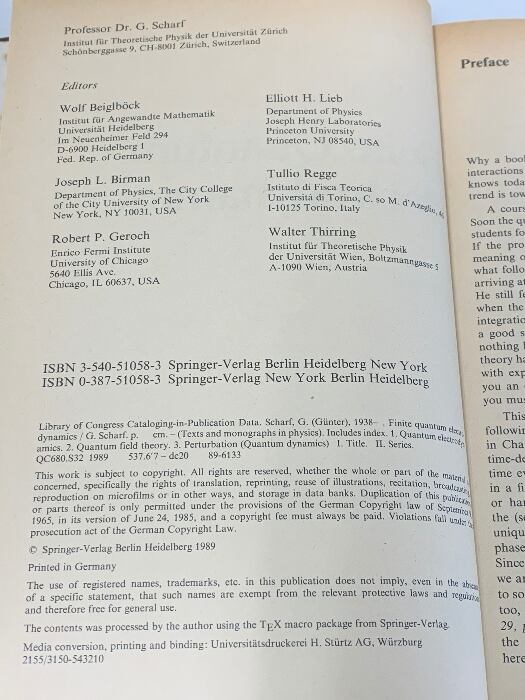 Professor Dr. G. Scharf
Institut für Theoretische Physik der Universität Zürich
Schönberggasse 9, CH-8001 Zürich, Switzerland
Editors
Wolf Beiglböck
Institut für Angewandte Mathematik
Universität Heidelberg
Im Neuenheimer Feld 294
D-6900 Heidelberg 1
Fed. Rep. of Germany
Joseph L. Birman
Department of Physics, The City College
of the City University of New York
New York, NY 10031, USA
Robert P. Geroch
Enrico Fermi Institute
University of Chicago
5640 Ellis Ave.
Chicago, IL 60637, USA
Elliott H. Lieb
Department of Physics
Joseph Henry Laboratories
Princeton University
Princeton, NJ 08540, USA
Tullio Regge
Istituto di Fisca Teorica
Università di Torino, C. so M. d'Azeglio, 46
I-10125 Torino, Italy
Walter Thirring
Institut für Theoretische Physik
der Universität Wien, Boltzmanngasse 5
A-1090 Wien, Austria
ISBN 3-540-51058-3 Springer-Verlag Berlin Heidelberg New York
ISBN 0-387-51058-3 Springer-Verlag New York Berlin Heidelberg
Library of Congress Cataloging-in-Publication Data. Scharf, G. (Günter), 1938– . Finite quantum electro
dynamics / G. Scharf. p. cm. – (Texts and monographs in physics). Includes index. 1. Quantum electrodyn
amics. 2. Quantum field theory. 3. Perturbation (Quantum dynamics) I. Title. II. Series.
QC680.S32 1989 537.6'7 – dc20 89-6133
This work is subject to copyright. All rights are reserved, whether the whole or part of the material
concerned, specifically the rights of translation, reprinting, reuse of illustrations, recitation, broadcasting,
reproduction on microfilms or in other ways, and storage in data banks. Duplication of this publication
or parts thereof is only permitted under the provisions of the German Copyright law of September
1965, in its version of June 24, 1985, and a copyright fee must always be paid. Violations fall under the
prosecution act of the German Copyright Law.
© Springer-Verlag Berlin Heidelberg 1989
Printed in Germany
The use of registered names, trademarks, etc. in this publication does not imply, even in the absence
of a specific statement, that such names are exempt from the relevant protective laws and regulations
and therefore free for general use.
The contents was processed by the author using the TEX macro package from Springer-Verlag.
Media conversion, printing and binding: Universitätsdruckerei H. Stürtz AG, Würzburg
2155/3150-543210
Preface
Why a bool
interactions
knows toda
trend is tow
A cours
Soon the qu
students fo
If the pro
meaning o
what follo
arriving at
He still fe
when the
integratio
a good s
nothing l
theory ha
with exp
you an
you mus
This
followin
in Cha
time-de
time ev
in a fi
or har
the (s
uniqu
phase
Since
we an
to so
too,
29, p
the
here